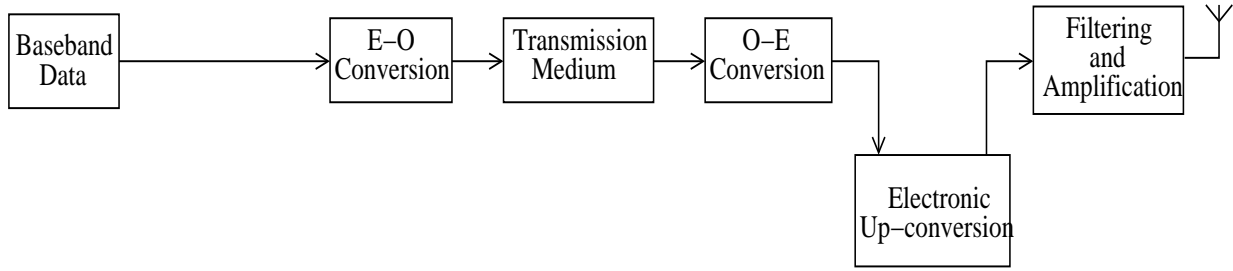 Baseband
Data
E−O
Conversion
Transmission
Medium
O−E
Conversion
Electronic
Up−conversion
Filtering
and
Amplification